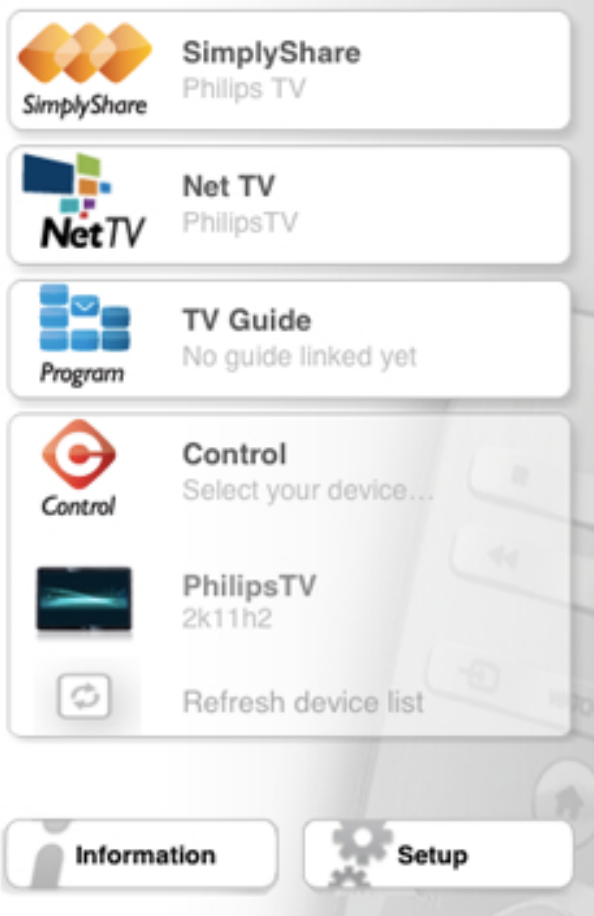 SimplyShare
SimplyShare
Philips TV
NetTV
Net TV
PhilipsTV
Program
TV Guide
No guide linked yet
Control
Control
Select your device...
PhilipsTV
2k11h2
Refresh device list
Information
Setup